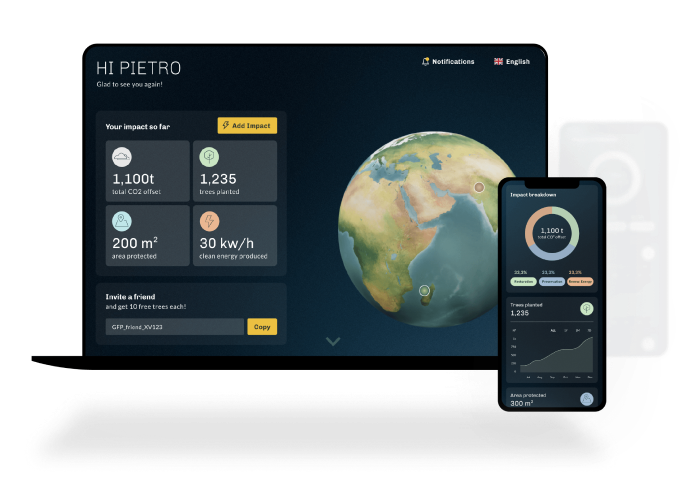 HI PIETRO
Glad to see you again!
Notifications
English
Your impact so far
Add Impact
1,100t
total CO2 offset
1,235
trees planted
200 m²
area protected
30 kw/h
clean energy produced
Invite a friend
and get 10 free trees each!
GFP_friend_XV123
Copy
Impact breakdown
1,100 t
total CO² offset
33,3%
33,3%
33,3%
Restoration
Preservation
Renew. Energy
Trees planted
1,235
Area protected
300 m²